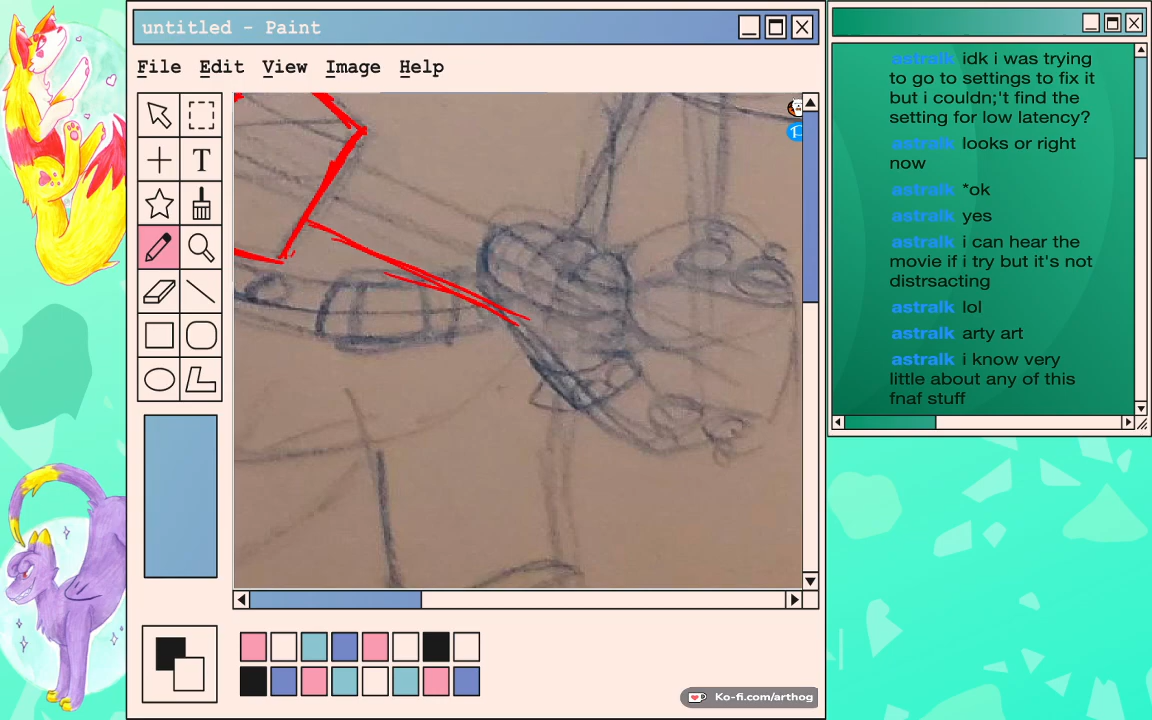 untitled - Paint
File Edit View Image Help
T
Ko-fi.com/arthog
astralk idk i was trying
to go to settings to fix it
but i couldn;'t find the
setting for low latency?
astralk looks or right
now
astralk *ok
astralk yes
astralk i can hear the
movie if i try but it's not
distrsacting
astralk lol
astralk arty art
astralk i know very
little about any of this
fnaf stuff